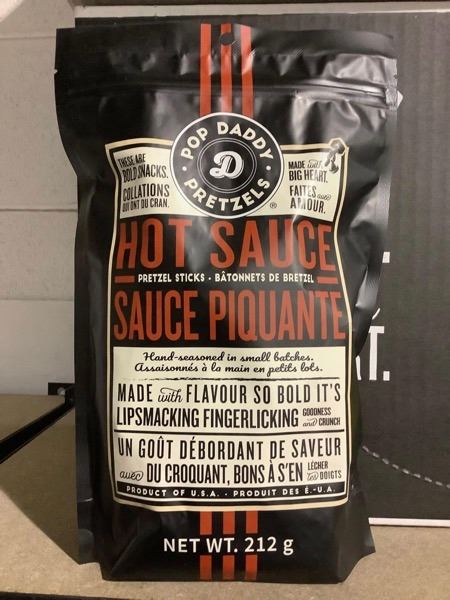 POP DADDY
D
PRETZELS
®
THESE ARE
BOLD SNACKS.
COLLATIONS
QUI ONT DU CRAN.
MADE with
BIG HEART.
FAITES avec
AMOUR.
HOT SAUCE
PRETZEL STICKS - BÂTONNETS DE BRETZEL
SAUCE PIQUANTE
Hand-seasoned in small batches.
Assaisonnés à la main en petits lots.
MADE with FLAVOUR SO BOLD IT'S
LIPSMACKING FINGERLICKING GOODNESS and CRUNCH
UN GOÛT DÉBORDANT DE SAVEUR
avec DU CROQUANT, BONS À S'EN LÉCHER les DOIGTS
PRODUCT OF U.S.A. - PRODUIT DES É.-U.A.
NET WT. 212 g